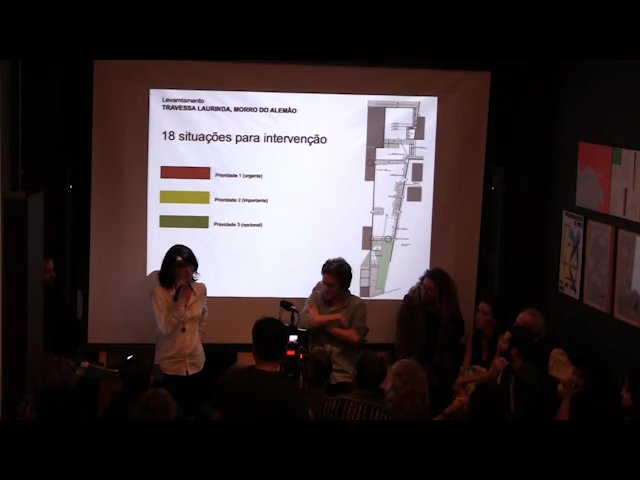 Levantamento
TRAVESSA LAURINDA, MORRO DO ALEMÃO
18 situações para intervenção
Prioridade 1 (urgente)
Prioridade 2 (importante)
Prioridade 3 (opcional)